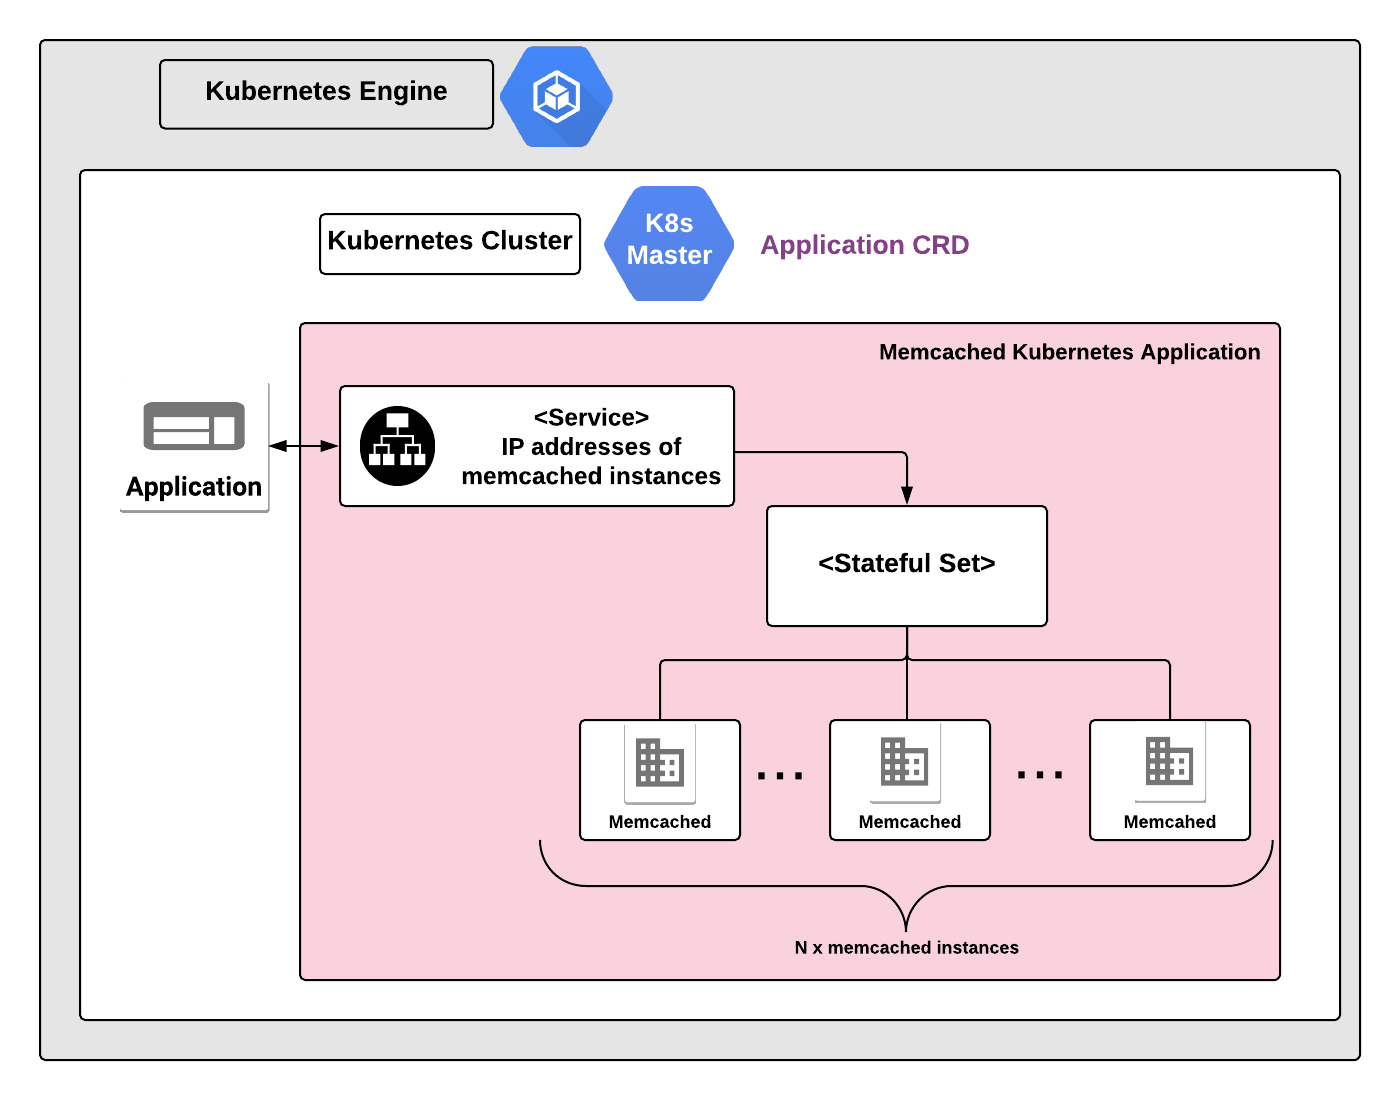 Kubernetes Engine
Kubernetes Cluster
K8s
Master
Application CRD
Memcached Kubernetes Application
Application
<Service>
IP addresses of
memcached instances
<Stateful Set>
Memcached
...
Memcached
...
Memcahed
N x memcached instances